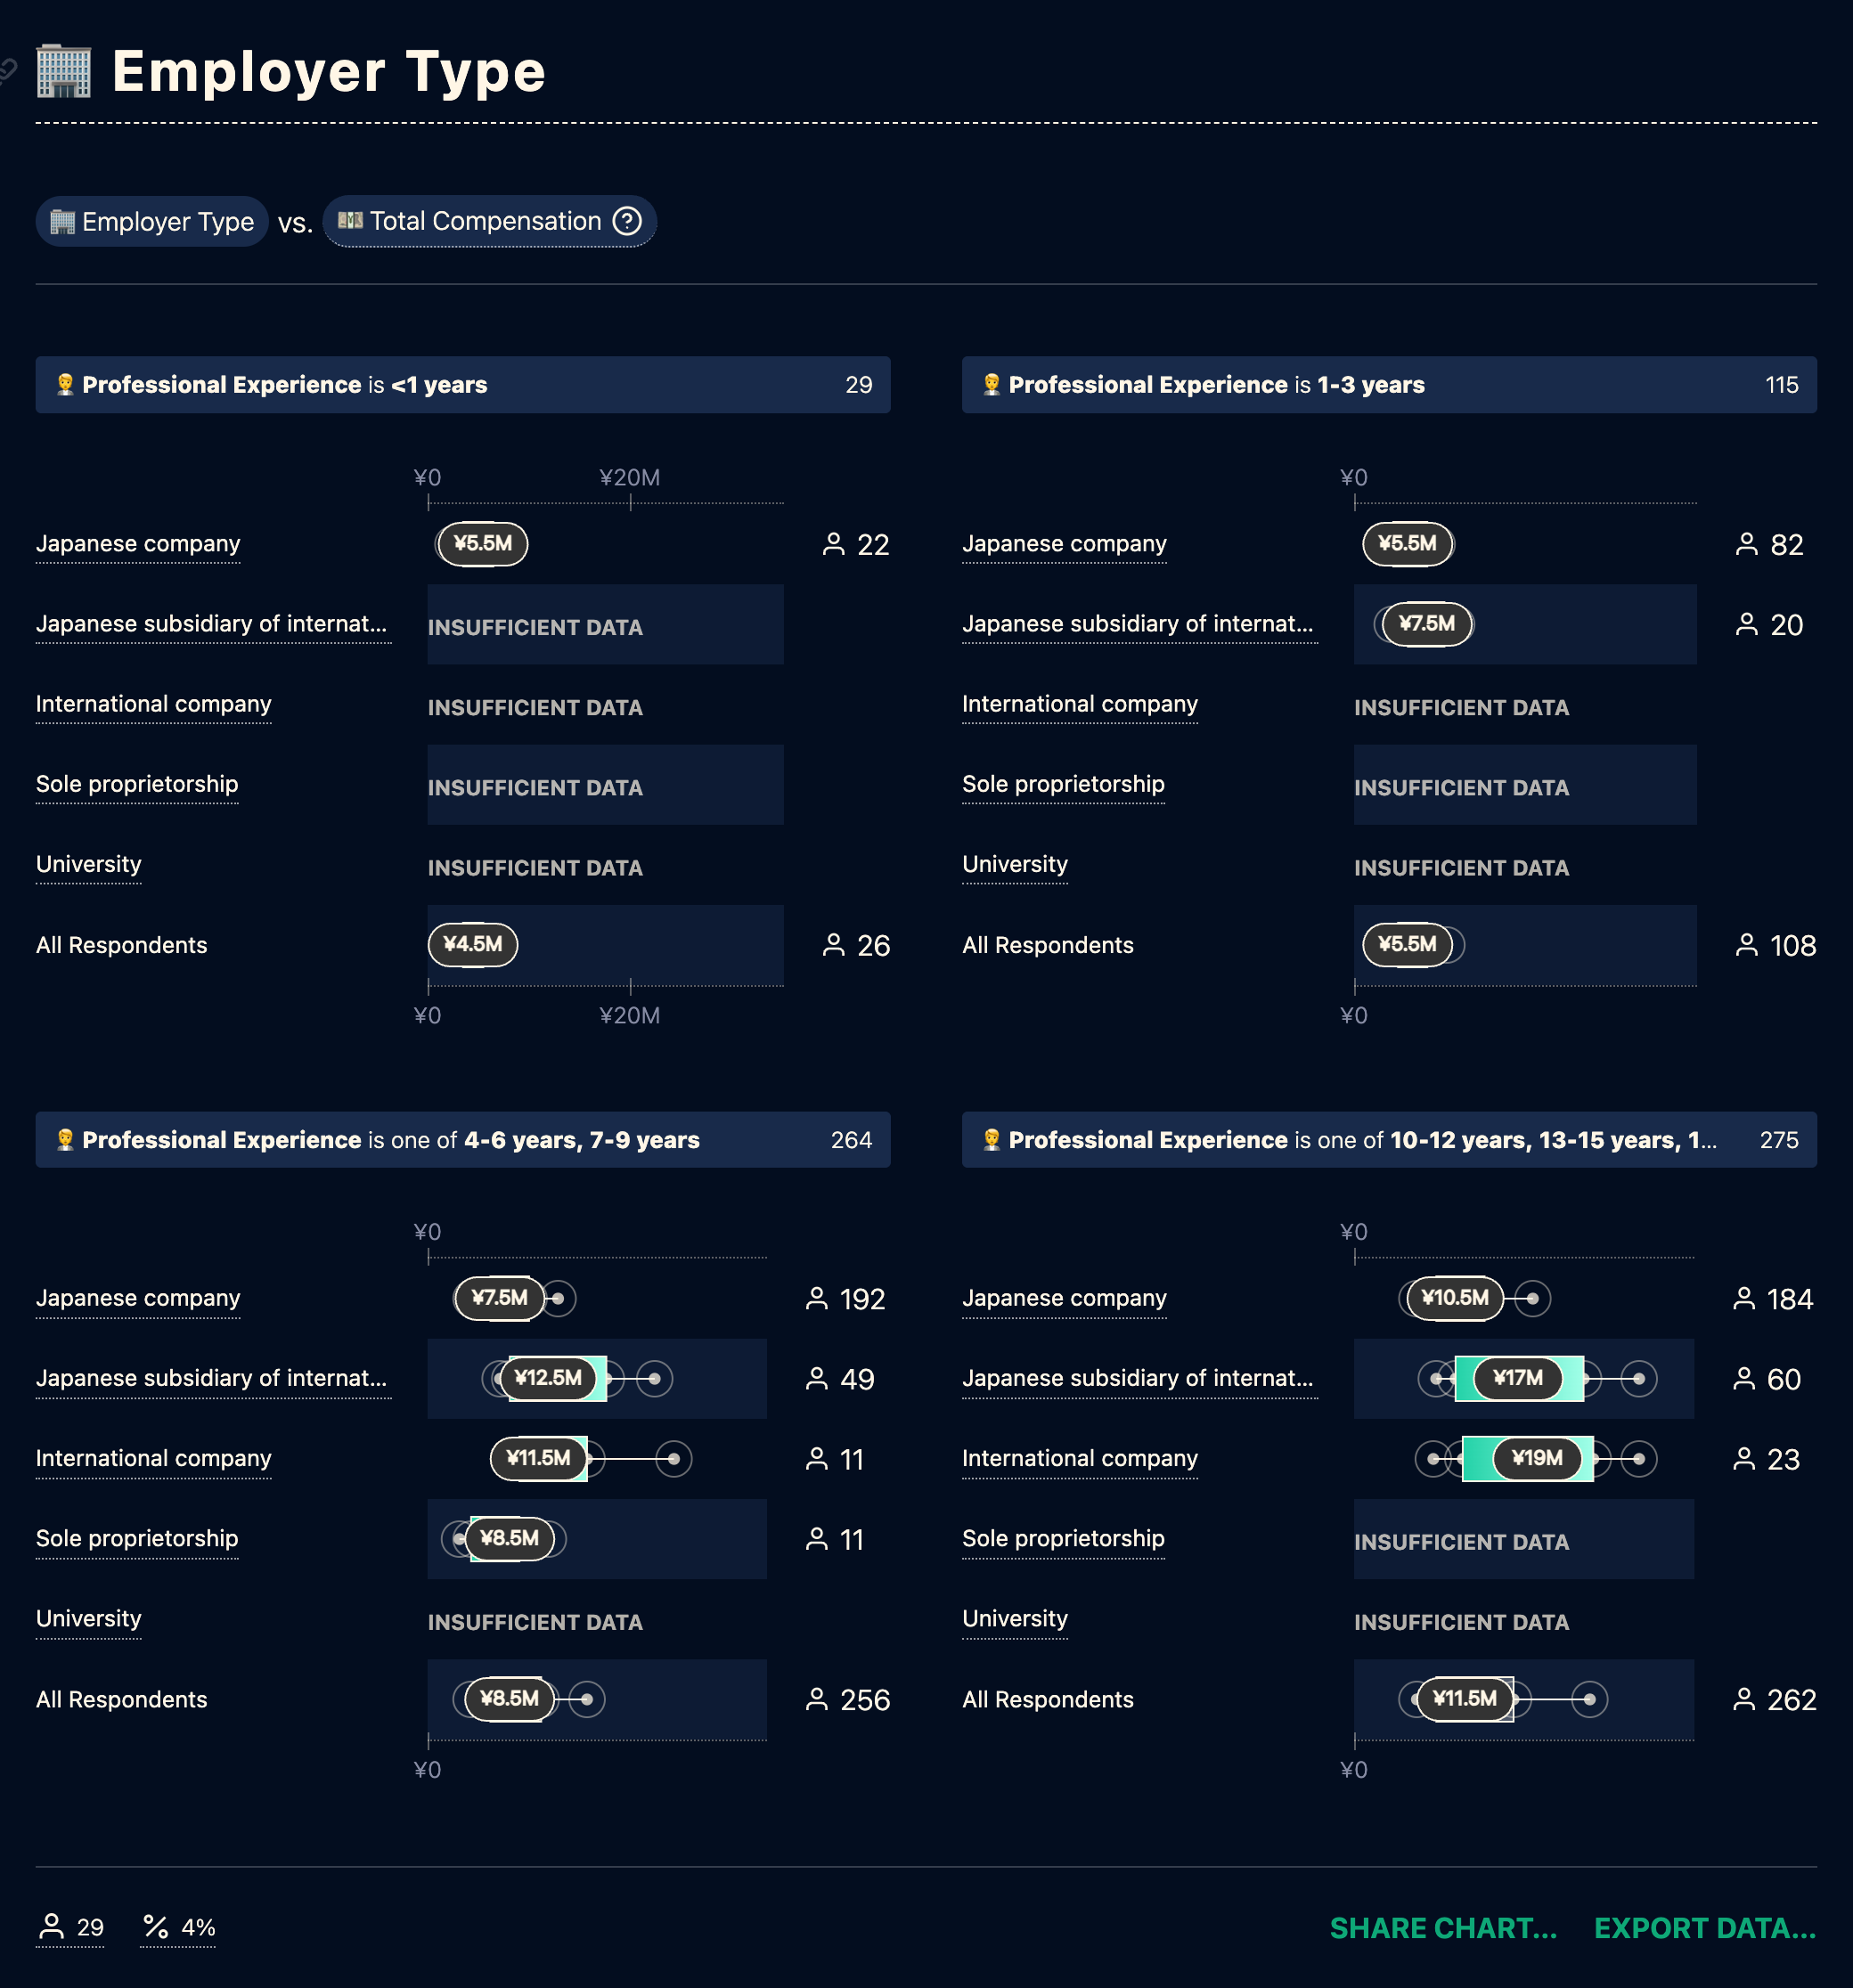 Employer Type
Employer Type vs. Total Compensation ?
Professional Experience is <1 years 29
¥0 ¥20M
Japanese company ¥5.5M 22
Japanese subsidiary of internat... INSUFFICIENT DATA
International company INSUFFICIENT DATA
Sole proprietorship INSUFFICIENT DATA
University INSUFFICIENT DATA
All Respondents ¥4.5M 26
¥0 ¥20M
Professional Experience is 1-3 years 115
¥0
Japanese company ¥5.5M 82
Japanese subsidiary of internat... ¥7.5M 20
International company INSUFFICIENT DATA
Sole proprietorship INSUFFICIENT DATA
University INSUFFICIENT DATA
All Respondents ¥5.5M 108
¥0
Professional Experience is one of 4-6 years, 7-9 years 264
¥0
Japanese company ¥7.5M 192
Japanese subsidiary of internat... ¥12.5M 49
International company ¥11.5M 11
Sole proprietorship ¥8.5M 11
University INSUFFICIENT DATA
All Respondents ¥8.5M 256
¥0
Professional Experience is one of 10-12 years, 13-15 years, 1... 275
¥0
Japanese company ¥10.5M 184
Japanese subsidiary of internat... ¥17M 60
International company ¥19M 23
Sole proprietorship INSUFFICIENT DATA
University INSUFFICIENT DATA
All Respondents ¥11.5M 262
¥0
29 4% SHARE CHART... EXPORT DATA...